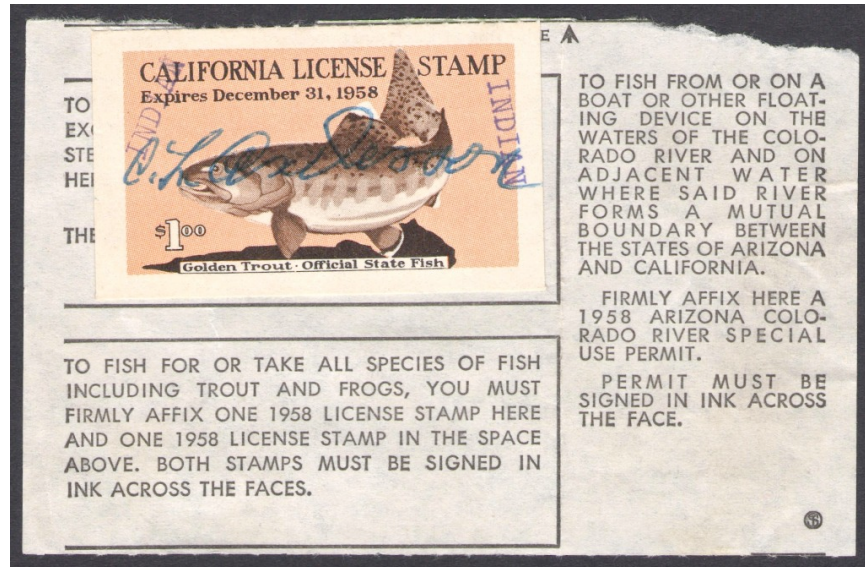 E
CALIFORNIA LICENSE STAMP
Expires December 31, 1958
INDIAN
INDIAN
$1.00
Golden Trout · Official State Fish
TO
EXC
STE
HER
THE
TO FISH FOR OR TAKE ALL SPECIES OF FISH
INCLUDING TROUT AND FROGS, YOU MUST
FIRMLY AFFIX ONE 1958 LICENSE STAMP HERE
AND ONE 1958 LICENSE STAMP IN THE SPACE
ABOVE. BOTH STAMPS MUST BE SIGNED IN
INK ACROSS THE FACES.
TO FISH FROM OR ON A
BOAT OR OTHER FLOAT-
ING DEVICE ON THE
WATERS OF THE COLO-
RADO RIVER AND ON
ADJACENT WATER
WHERE SAID RIVER
FORMS A MUTUAL
BOUNDARY BETWEEN
THE STATES OF ARIZONA
AND CALIFORNIA.
FIRMLY AFFIX HERE A
1958 ARIZONA COLO-
RADO RIVER SPECIAL
USE PERMIT.
PERMIT MUST BE
SIGNED IN INK ACROSS
THE FACE.